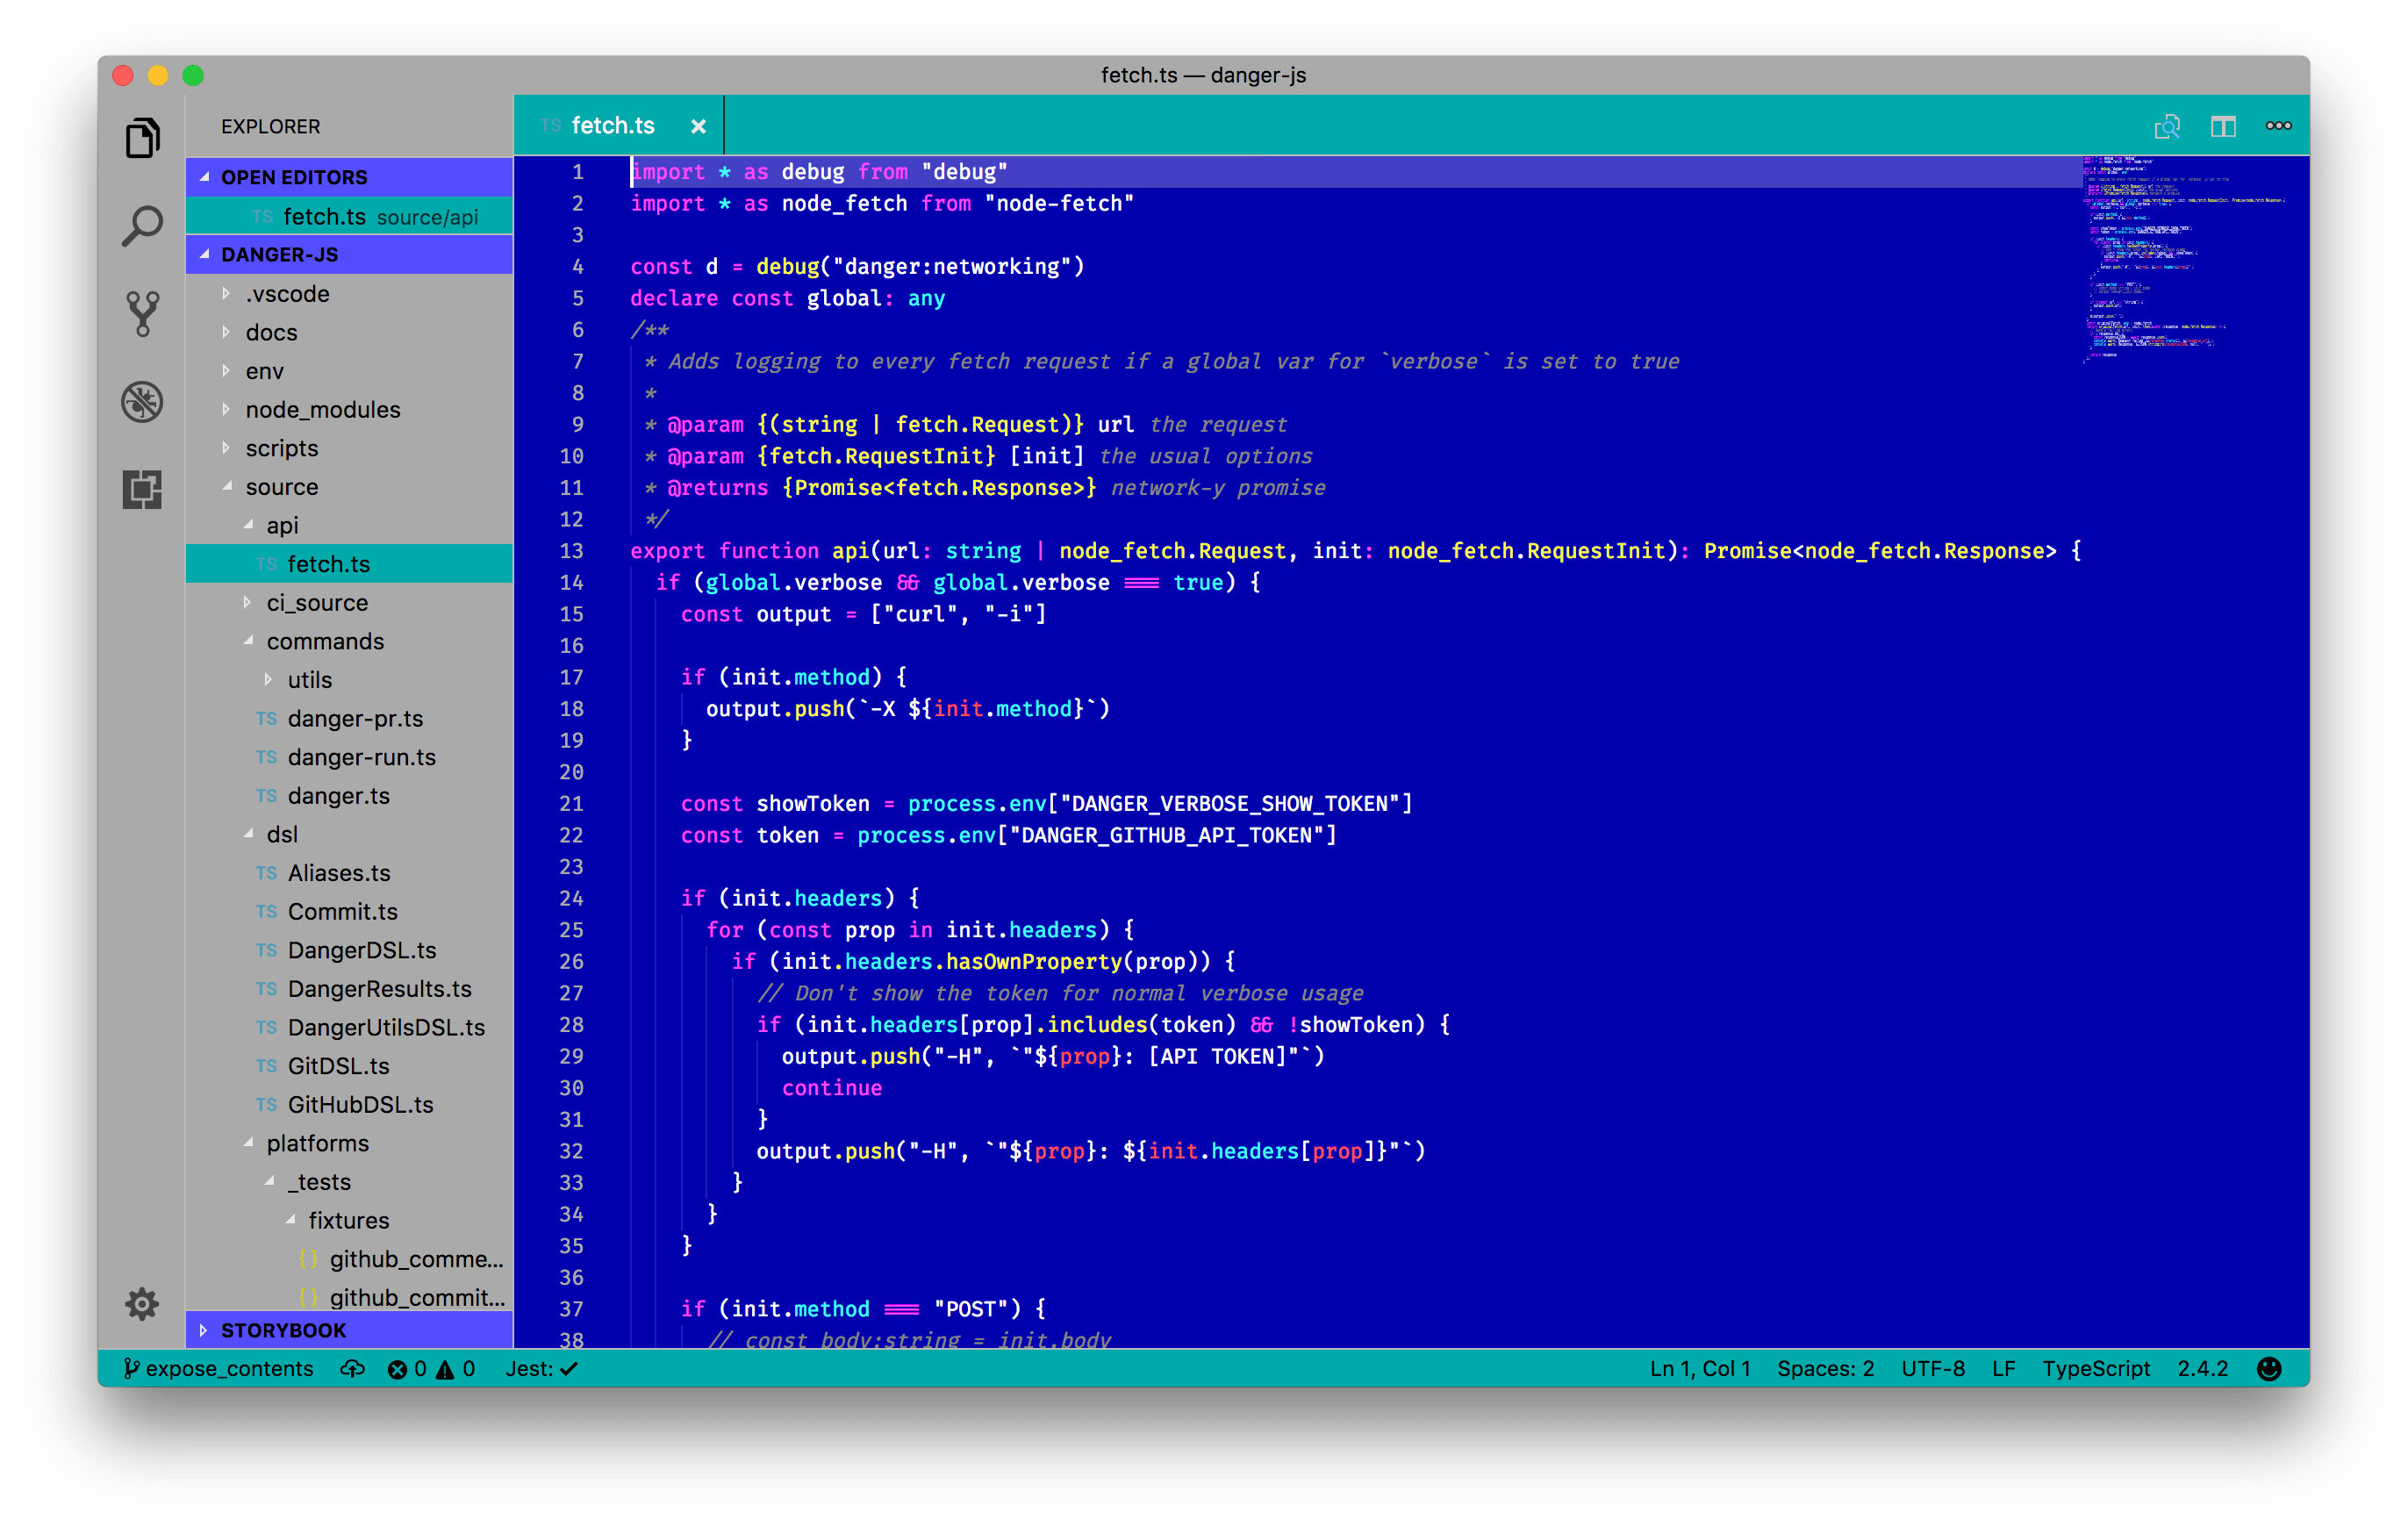 fetch.ts — danger-js
EXPLORER
OPEN EDITORS
TS fetch.ts source/api
DANGER-JS
.vscode
docs
env
node_modules
scripts
source
api
TS fetch.ts
ci_source
commands
utils
TS danger-pr.ts
TS danger-run.ts
TS danger.ts
dsl
TS Aliases.ts
TS Commit.ts
TS DangerDSL.ts
TS DangerResults.ts
TS DangerUtilsDSL.ts
TS GitDSL.ts
TS GitHubDSL.ts
platforms
_tests
fixtures
{} github_comme...
{} github_commit...
STORYBOOK
TS fetch.ts ×
1 import * as debug from "debug"
2 import * as node_fetch from "node-fetch"
3
4 const d = debug("danger:networking")
5 declare const global: any
6 /**
7 * Adds logging to every fetch request if a global var for `verbose` is set to true
8 *
9 * @param {(string | fetch.Request)} url the request
10 * @param {fetch.RequestInit} [init] the usual options
11 * @returns {Promise<fetch.Response>} network-y promise
12 */
13 export function api(url: string | node_fetch.Request, init: node_fetch.RequestInit): Promise<node_fetch.Response> {
14 if (global.verbose && global.verbose === true) {
15 const output = ["curl", "-i"]
16
17 if (init.method) {
18 output.push(`-X ${init.method}`)
19 }
20
21 const showToken = process.env["DANGER_VERBOSE_SHOW_TOKEN"]
22 const token = process.env["DANGER_GITHUB_API_TOKEN"]
23
24 if (init.headers) {
25 for (const prop in init.headers) {
26 if (init.headers.hasOwnProperty(prop)) {
27 // Don't show the token for normal verbose usage
28 if (init.headers[prop].includes(token) && !showToken) {
29 output.push("-H", `"${prop}: [API TOKEN]"`)
30 continue
31 }
32 output.push("-H", `"${prop}: ${init.headers[prop]}"`)
33 }
34 }
35 }
36
37 if (init.method === "POST") {
38 // const body:string = init.body
expose_contents 0 0 Jest: ✓ Ln 1, Col 1 Spaces: 2 UTF-8 LF TypeScript 2.4.2